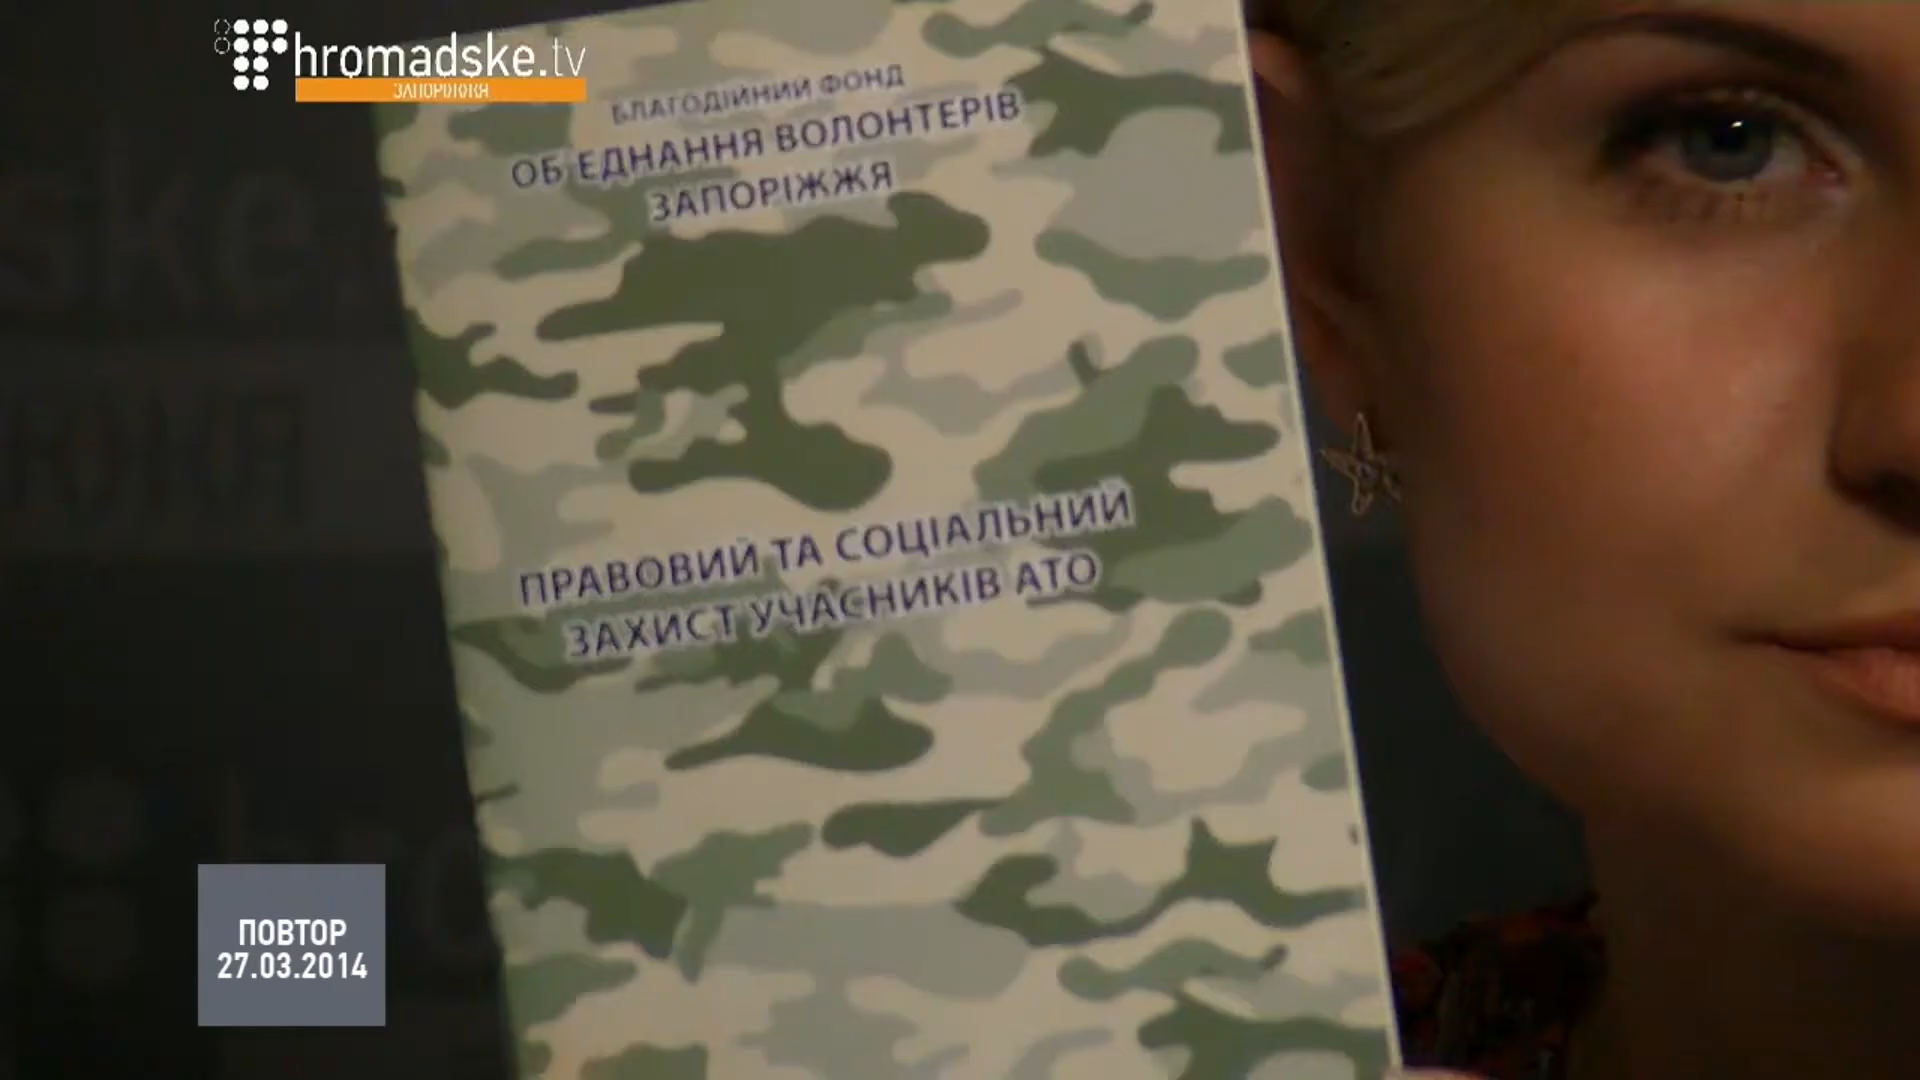 hromadske.tv
ЗАПОРІЖЖЯ
БЛАГОДІЙНИЙ ФОНД
ОБ'ЄДНАННЯ ВОЛОНТЕРІВ
ЗАПОРІЖЖЯ
ПРАВОВИЙ ТА СОЦІАЛЬНИЙ
ЗАХИСТ УЧАСНИКІВ АТО
ПОВТОР
27.03.2014